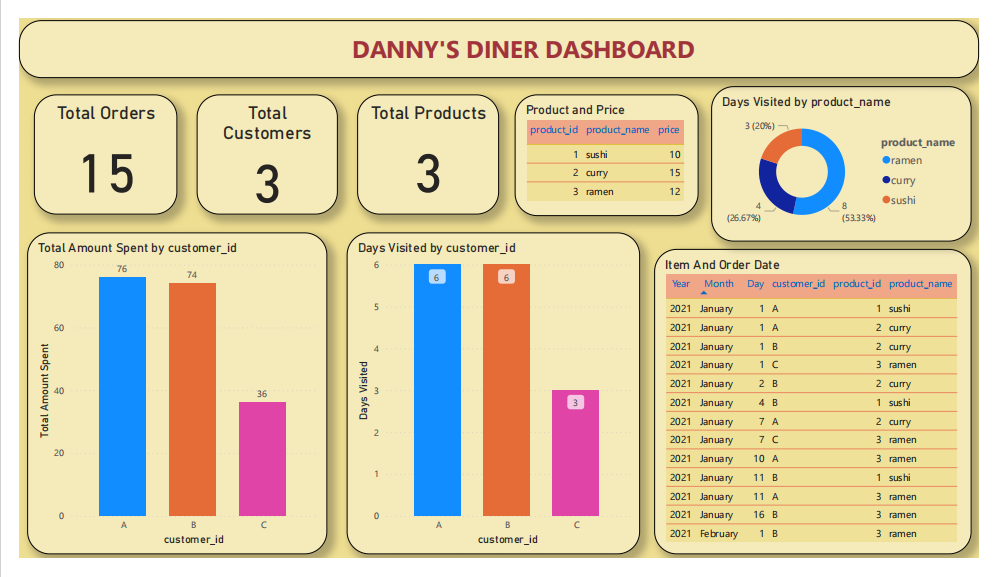 DANNY'S DINER DASHBOARD
Total Orders
15
Total
Customers
3
Total Products
3
Product and Price
product_id product_name price
1 sushi 10
2 curry 15
3 ramen 12
Days Visited by product_name
3 (20%)
4
(26.67%)
8
(53.33%)
product_name
ramen
curry
sushi
Total Amount Spent by customer_id
Total Amount Spent
80
60
40
20
0
76
74
36
A B C
customer_id
Days Visited by customer_id
Days Visited
6
5
4
3
2
1
0
6
6
3
A B C
customer_id
Item And Order Date
Year Month Day customer_id product_id product_name
2021 January 1 A 1 sushi
2021 January 1 A 2 curry
2021 January 1 B 2 curry
2021 January 1 C 3 ramen
2021 January 2 B 2 curry
2021 January 4 B 1 sushi
2021 January 7 A 2 curry
2021 January 7 C 3 ramen
2021 January 10 A 3 ramen
2021 January 11 B 1 sushi
2021 January 11 A 3 ramen
2021 January 16 B 3 ramen
2021 February 1 B 3 ramen